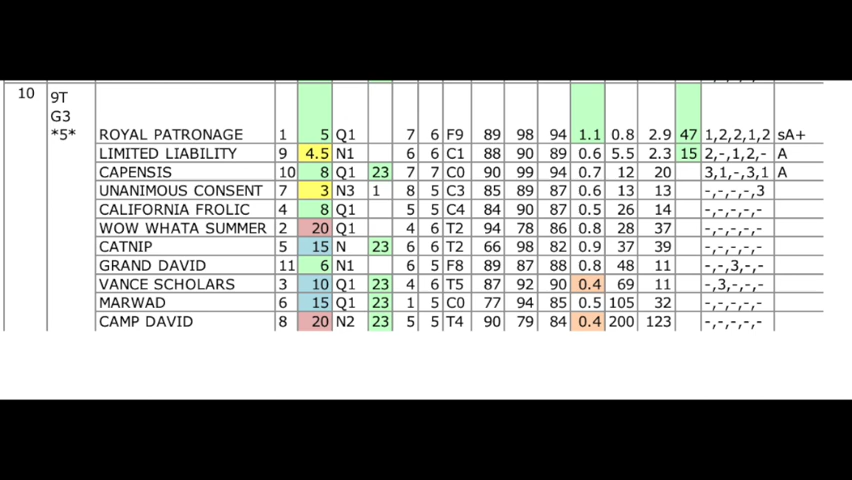 10 9T
G3
*5* ROYAL PATRONAGE 1 5 Q1 7 6 F9 89 98 94 1.1 0.8 2.9 47 1,2,2,1,2 sA+
LIMITED LIABILITY 9 4.5 N1 6 6 C1 88 90 89 0.6 5.5 2.3 15 2,-,1,2,- A
CAPENSIS 10 8 Q1 23 7 7 C0 90 99 94 0.7 12 20 3,1,-,3,1 A
UNANIMOUS CONSENT 7 3 N3 1 8 5 C3 85 89 87 0.6 13 13 -,-,-,-,3
CALIFORNIA FROLIC 4 8 Q1 5 5 C4 84 90 87 0.5 26 14 -,-,-,-,-
WOW WHATA SUMMER 2 20 Q1 4 6 T2 94 78 86 0.8 28 37 -,-,-,-,-
CATNIP 5 15 N 23 6 6 T2 66 98 82 0.9 37 39 -,-,-,-,-
GRAND DAVID 11 6 N1 6 5 F8 89 87 88 0.8 48 11 -,-,3,-,-
VANCE SCHOLARS 3 10 Q1 23 4 6 T5 87 92 90 0.4 69 11 -,3,-,-,-
MARWAD 6 15 Q1 23 1 5 C0 77 94 85 0.5 105 32 -,-,-,-,-
CAMP DAVID 8 20 N2 23 5 5 T4 90 79 84 0.4 200 123 -,-,-,-,-